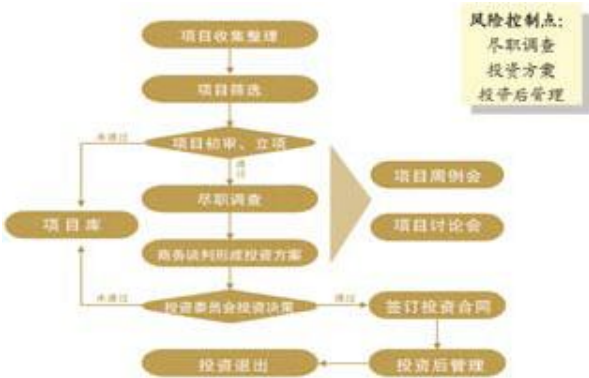 风险控制点：
尽职调查
投资方案
投资后管理
项目收集整理
项目筛选
未通过
项目初审、立项
通过
项目周例会
尽职调查
项目库
项目讨论会
商务谈判形成投资方案
未通过
投资委员会投资决策
通过
签订投资合同
投资退出
投资后管理